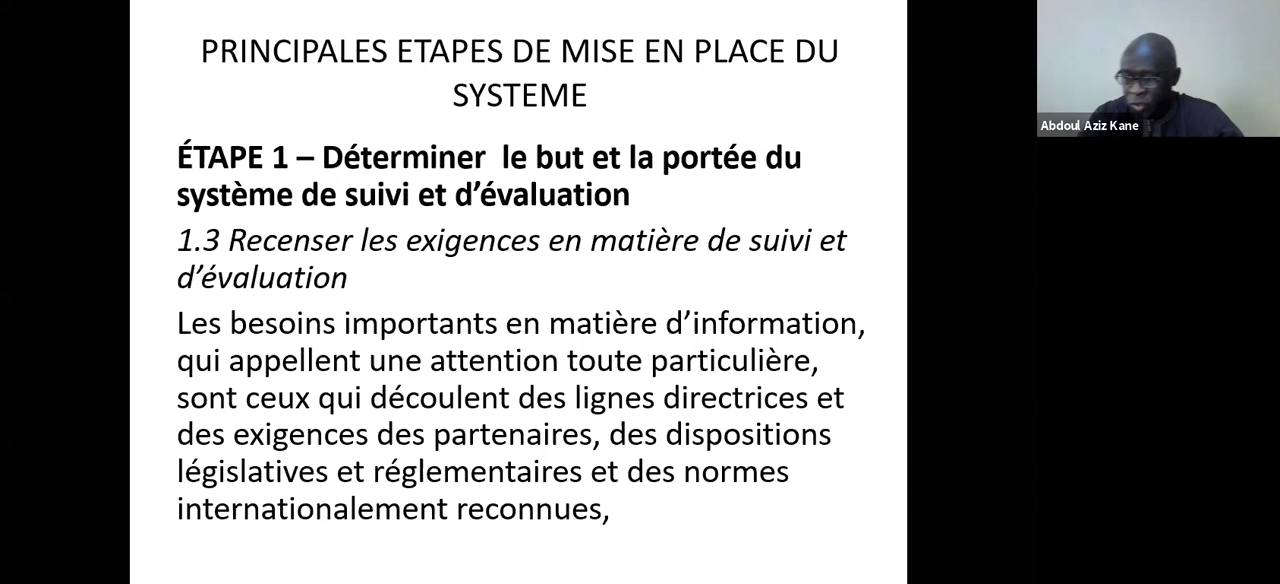 PRINCIPALES ETAPES DE MISE EN PLACE DU
SYSTEME
ÉTAPE 1 – Déterminer le but et la portée du
système de suivi et d’évaluation
1.3 Recenser les exigences en matière de suivi et
d’évaluation
Les besoins importants en matière d’information,
qui appellent une attention toute particulière,
sont ceux qui découlent des lignes directrices et
des exigences des partenaires, des dispositions
législatives et réglementaires et des normes
internationalement reconnues,
Abdoul Aziz Kane